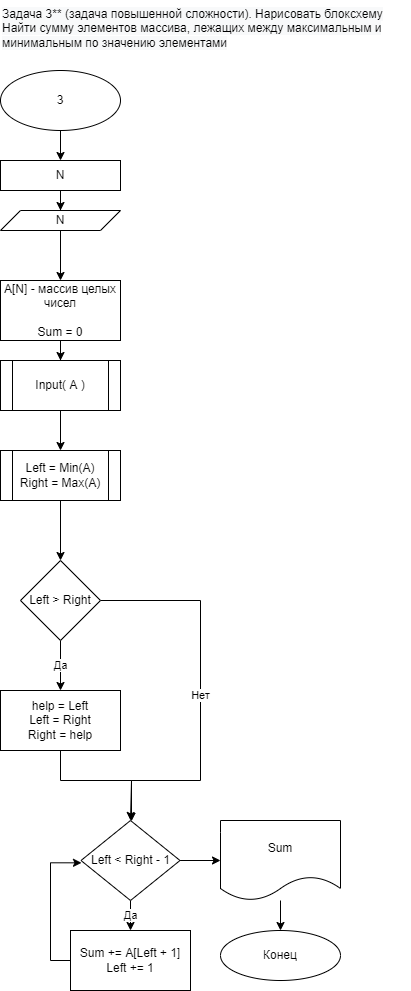 Задача 3** (задача повышенной сложности). Нарисовать блоксхему
Найти сумму элементов массива, лежащих между максимальным и
минимальным по значению элементами
3
N
N
A[N] - массив целых
чисел
Sum = 0
Input( A )
Left = Min(A)
Right = Max(A)
Left > Right
Да
Нет
help = Left
Left = Right
Right = help
Left < Right - 1
Sum
Да
Sum += A[Left + 1]
Left += 1
Конец